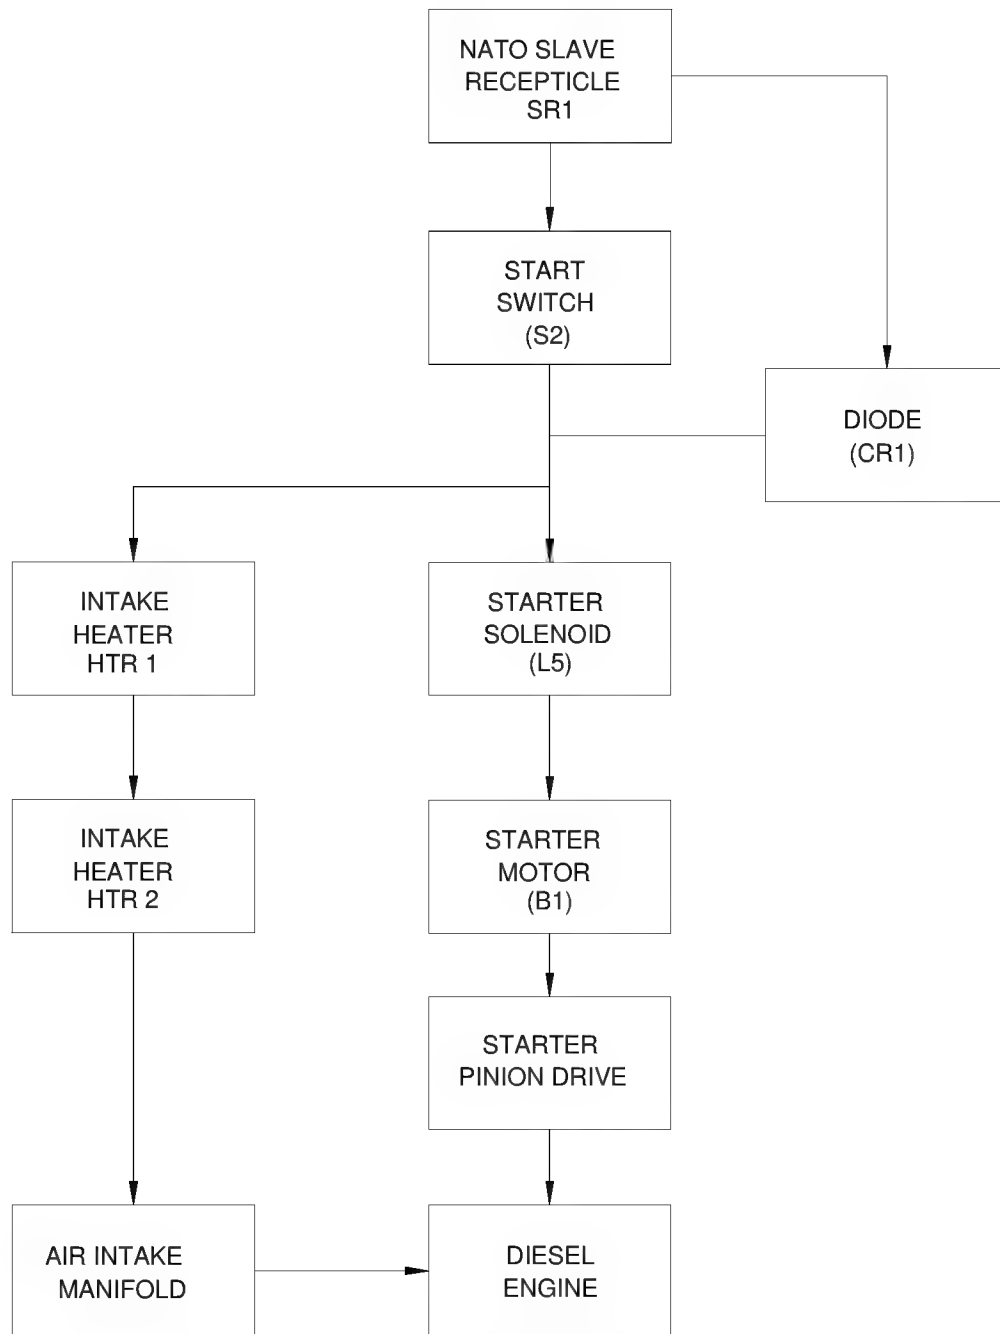 NATO SLAVE
RECEPTICLE
SR1
START
SWITCH
(S2)
DIODE
(CR1)
INTAKE
HEATER
HTR 1
STARTER
SOLENOID
(L5)
INTAKE
HEATER
HTR 2
STARTER
MOTOR
(B1)
STARTER
PINION DRIVE
AIR INTAKE
MANIFOLD
DIESEL
ENGINE